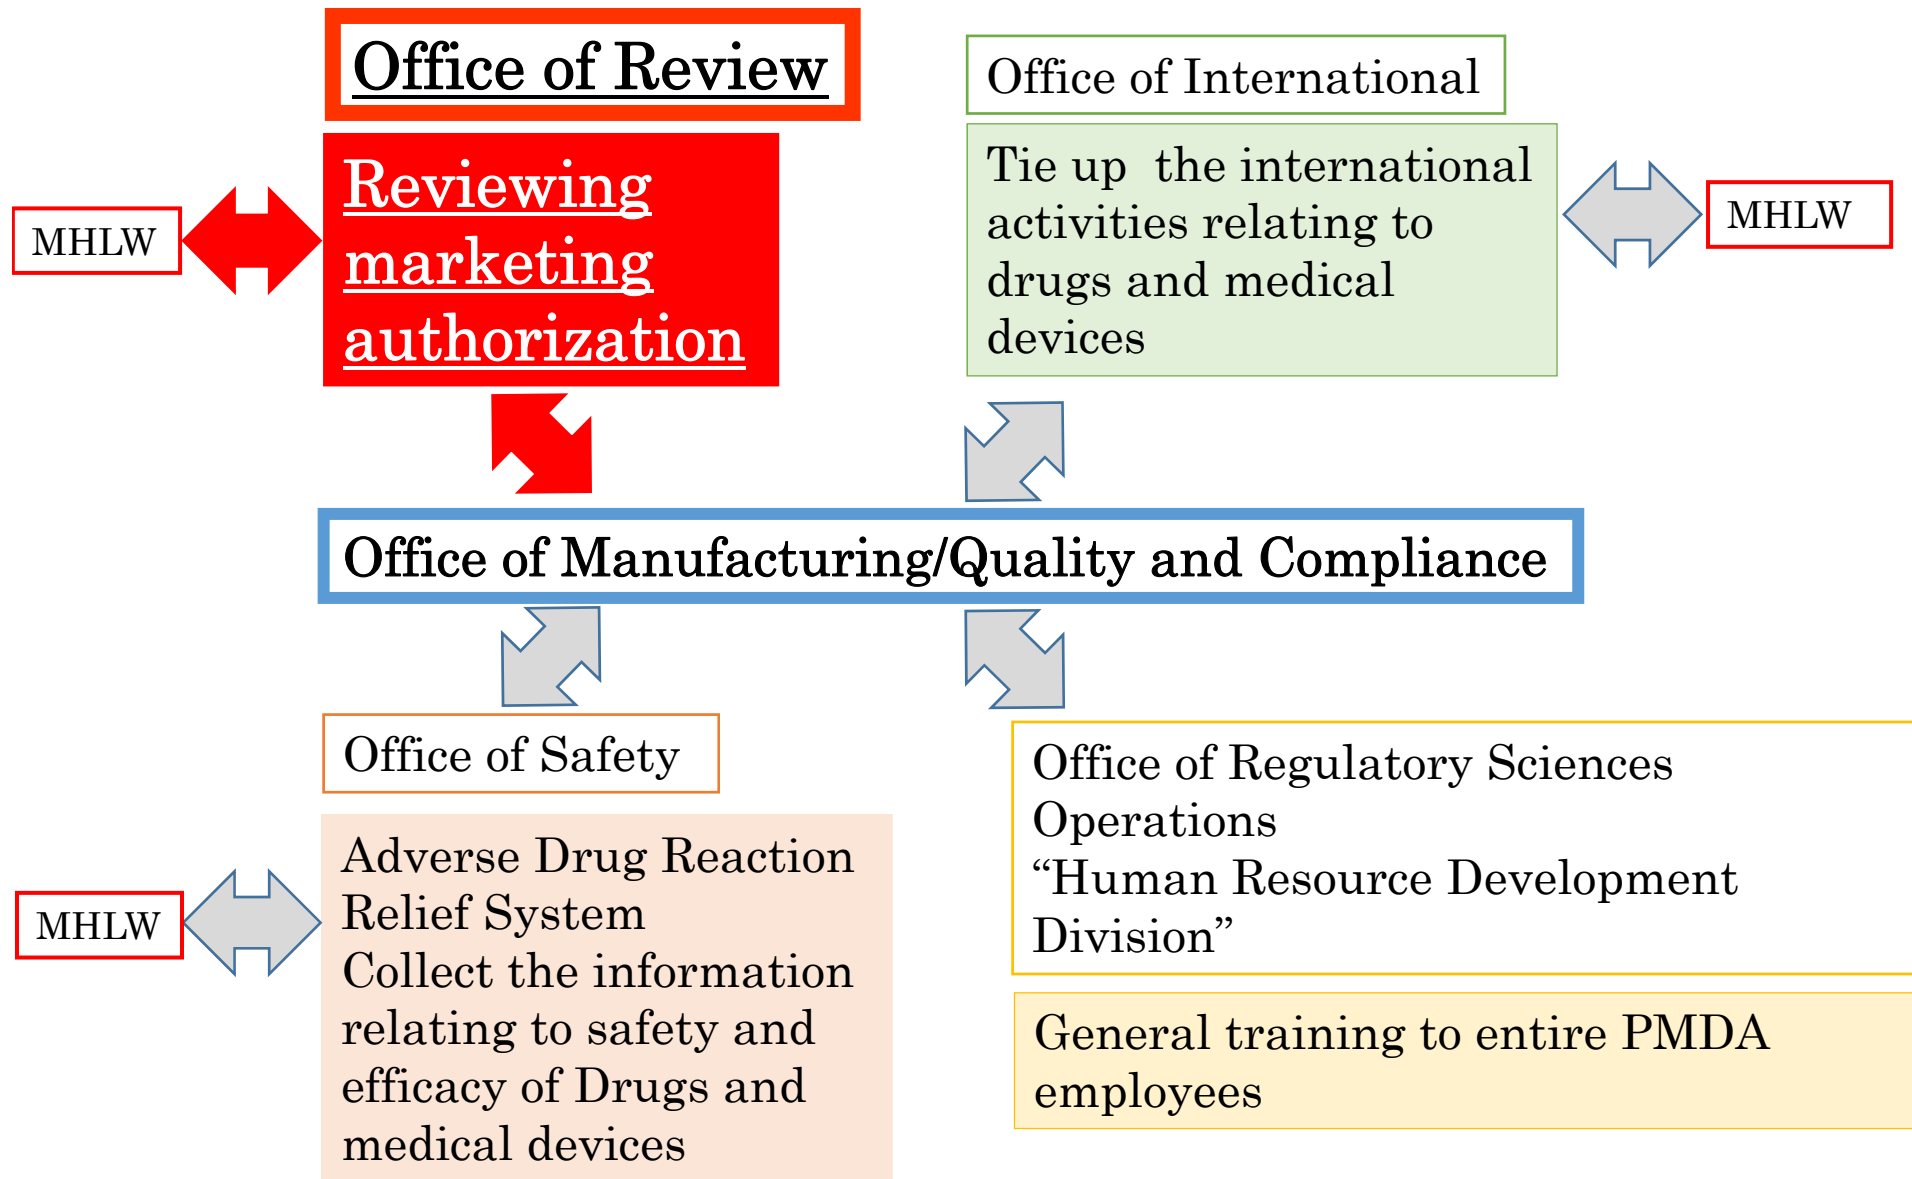 Office of Review
MHLW
Reviewing
marketing
authorization
Office of International
Tie up the international
activities relating to
drugs and medical
devices
MHLW
Office of Manufacturing/Quality and Compliance
Office of Safety
MHLW
Adverse Drug Reaction
Relief System
Collect the information
relating to safety and
efficacy of Drugs and
medical devices
Office of Regulatory Sciences
Operations
“Human Resource Development
Division”
General training to entire PMDA
employees